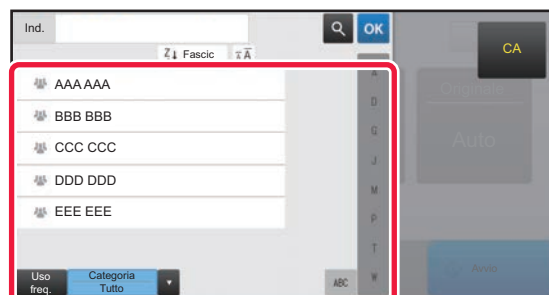 Ind.
OK
CA
Z↓ Fascic
AAA AAA
BBB BBB
CCC CCC
DDD DDD
EEE EEE
A
D
G
J
M
P
T
W
Originale
Auto
Uso freq.
Categoria
Tutto
▼
ABC
Avvio